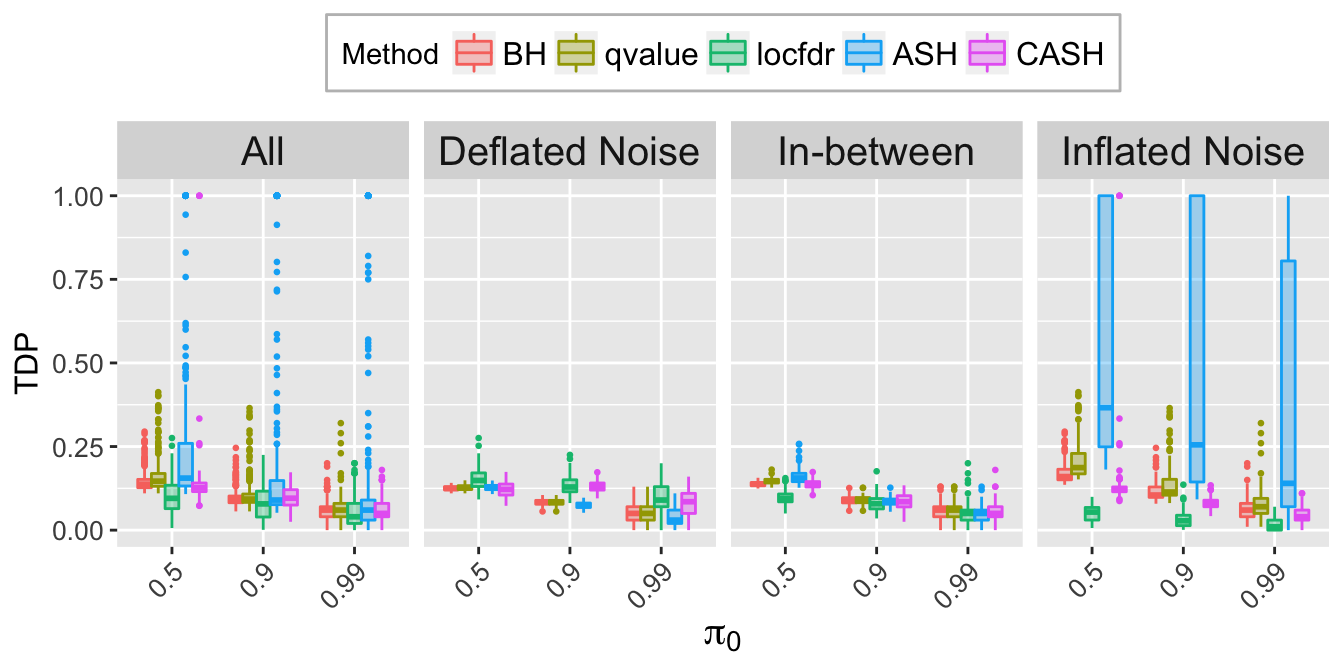 Method BH qvalue locfdr ASH CASH
All Deflated Noise In-between Inflated Noise
TDP
1.00
0.75
0.50
0.25
0.00
0.5 0.9 0.99 0.5 0.9 0.99 0.5 0.9 0.99 0.5 0.9 0.99
π0